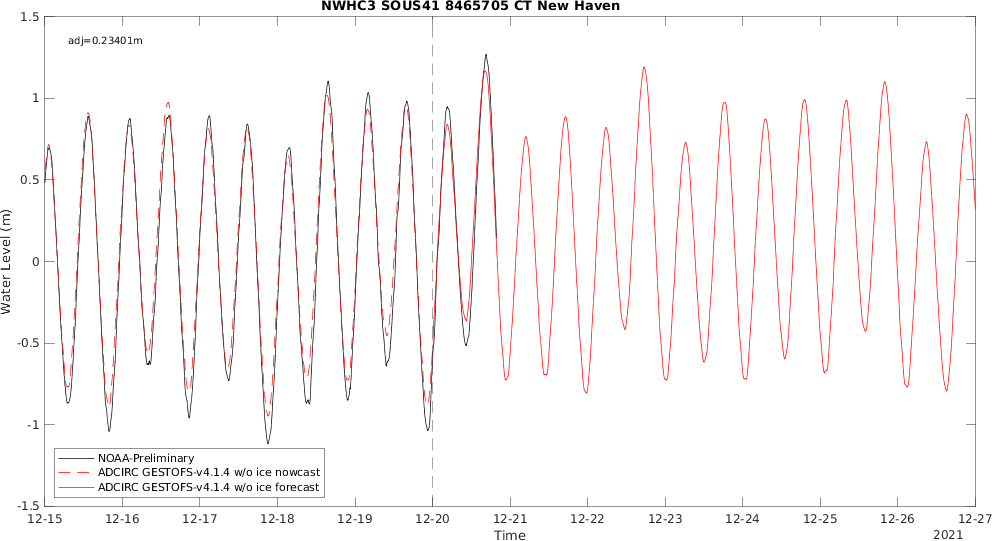 NWHC3 SOUS41 8465705 CT New Haven
adj=0.23401m
1.5
1
0.5
0
-0.5
-1
-1.5
Water Level (m)
NOAA-Preliminary
ADCIRC GESTOFS-v4.1.4 w/o ice nowcast
ADCIRC GESTOFS-v4.1.4 w/o ice forecast
12-15 12-16 12-17 12-18 12-19 12-20 12-21 12-22 12-23 12-24 12-25 12-26 12-27
Time
2021